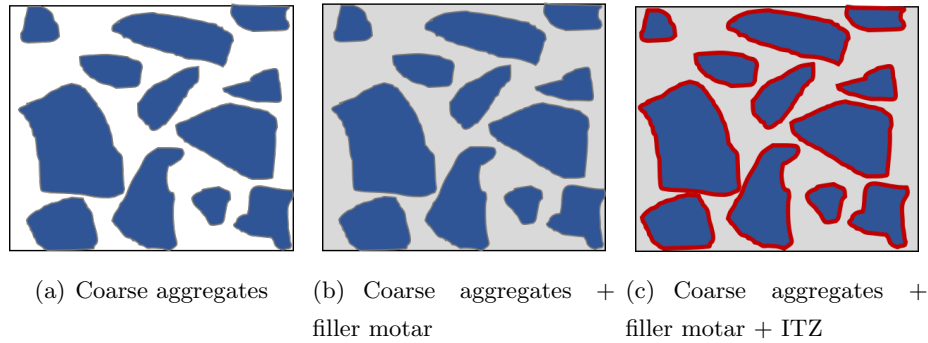 (a) Coarse aggregates
(b) Coarse aggregates +
filler motar
(c) Coarse aggregates +
filler motar + ITZ